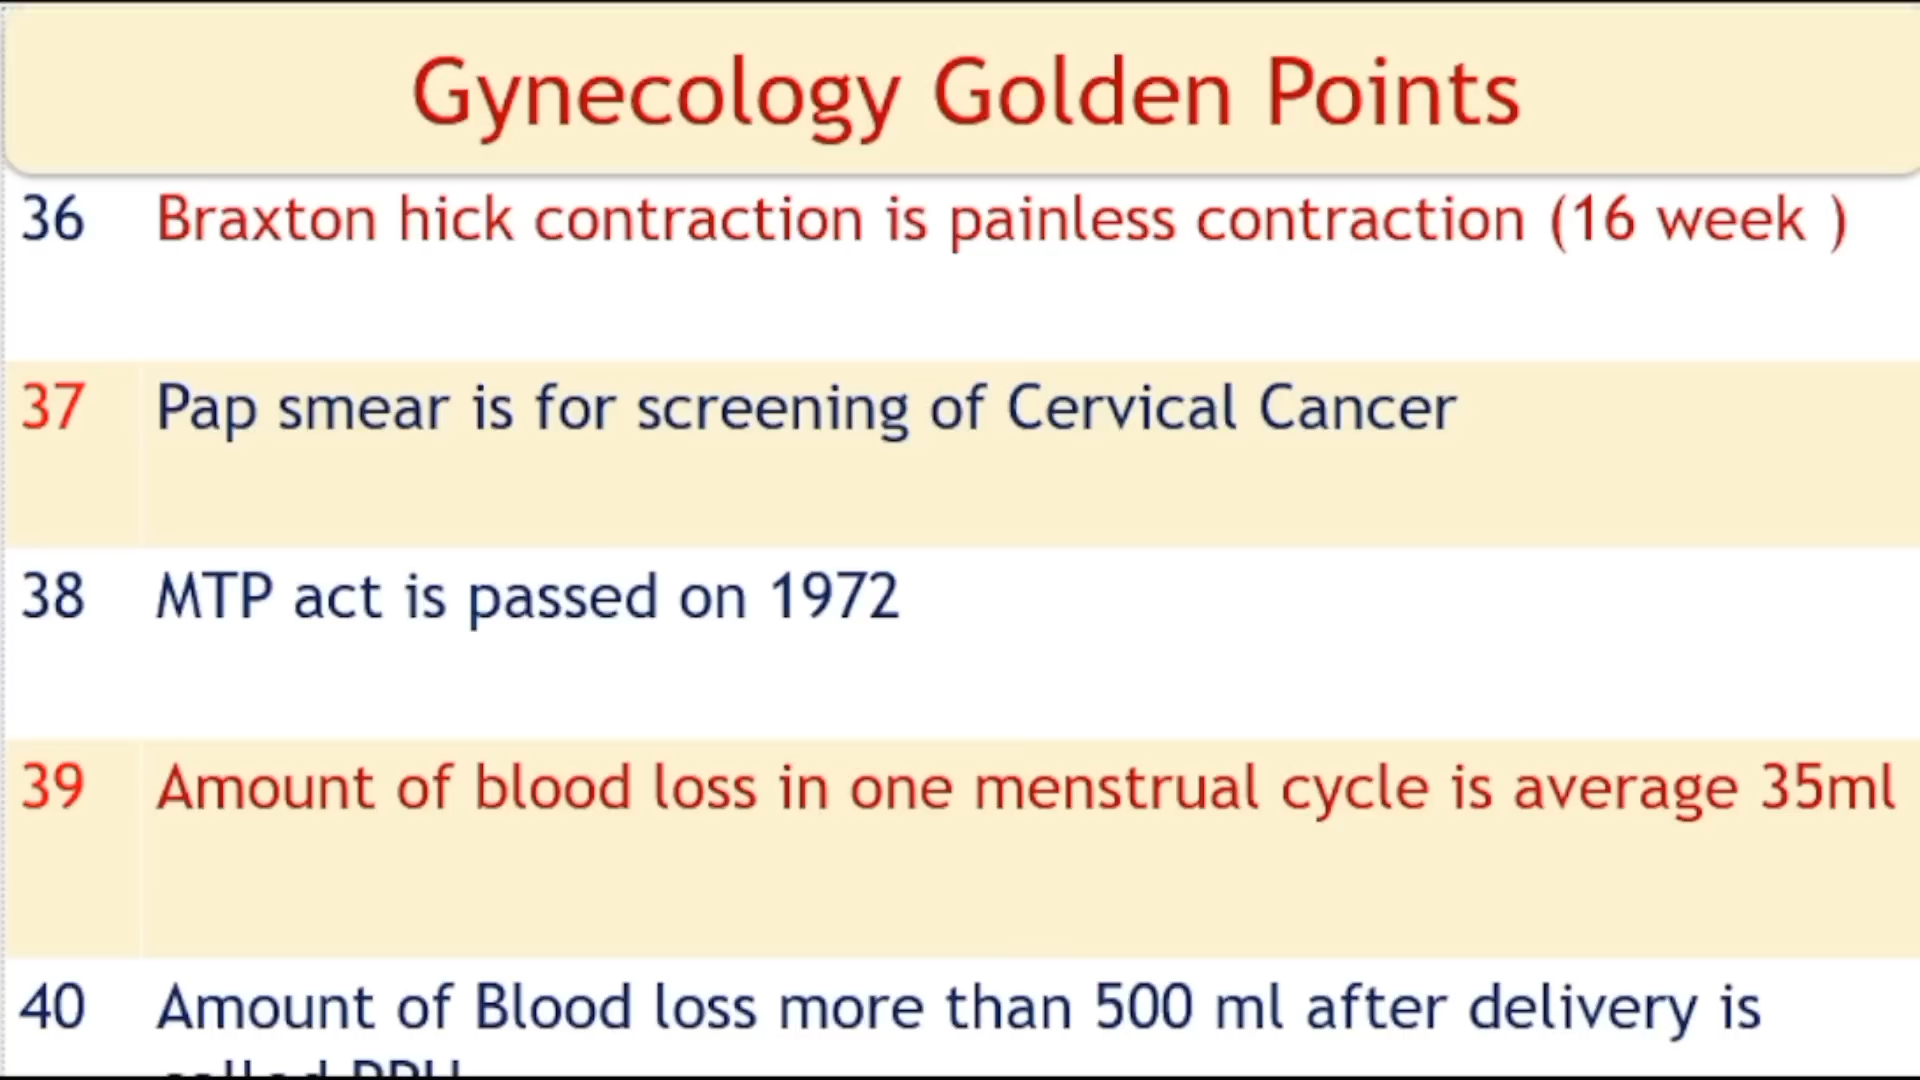 Gynecology Golden Points
36 Braxton hick contraction is painless contraction (16 week )
37 Pap smear is for screening of Cervical Cancer
38 MTP act is passed on 1972
39 Amount of blood loss in one menstrual cycle is average 35ml
40 Amount of Blood loss more than 500 ml after delivery is
called PPH